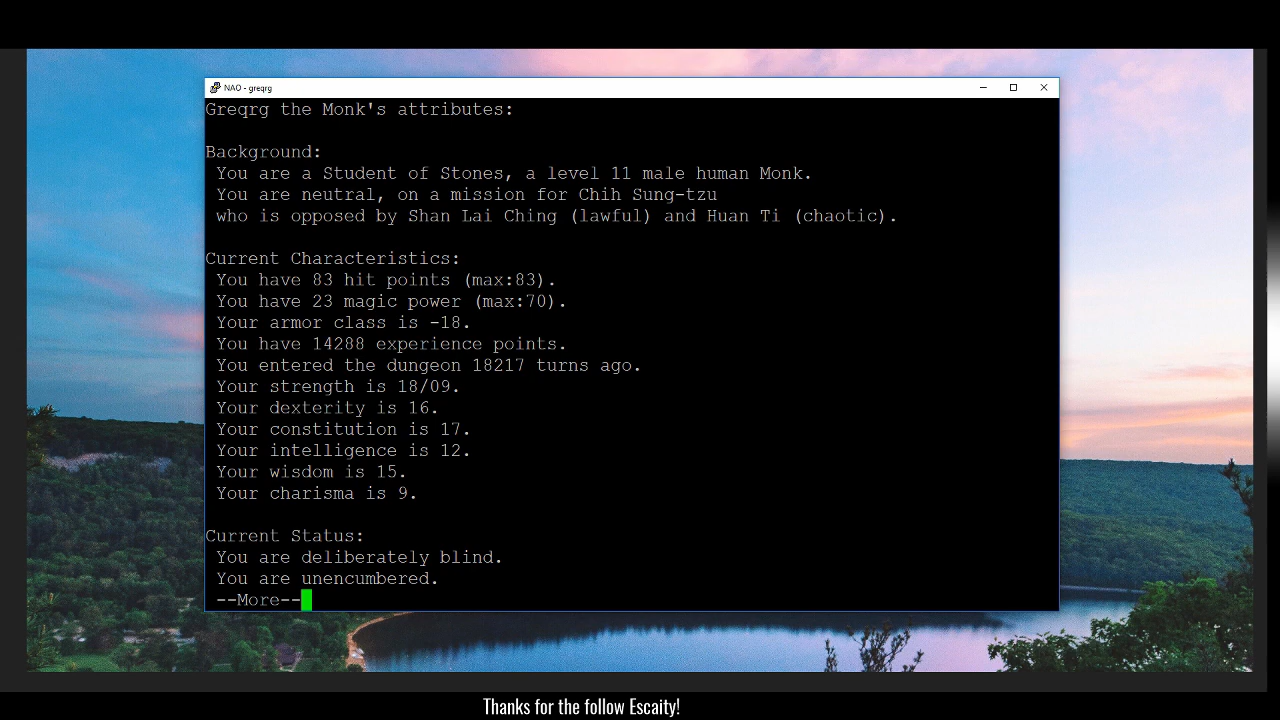 NAO - greqrg
Greqrg the Monk's attributes:
Background:
You are a Student of Stones, a level 11 male human Monk.
You are neutral, on a mission for Chih Sung-tzu
who is opposed by Shan Lai Ching (lawful) and Huan Ti (chaotic).
Current Characteristics:
You have 83 hit points (max:83).
You have 23 magic power (max:70).
Your armor class is -18.
You have 14288 experience points.
You entered the dungeon 18217 turns ago.
Your strength is 18/09.
Your dexterity is 16.
Your constitution is 17.
Your intelligence is 12.
Your wisdom is 15.
Your charisma is 9.
Current Status:
You are deliberately blind.
You are unencumbered.
--More--
Thanks for the follow Escaity!